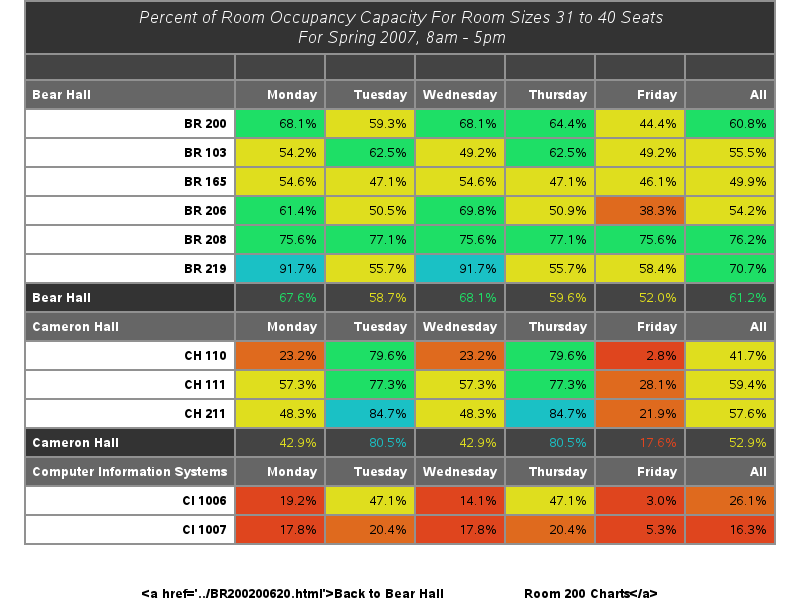 Percent of Room Occupancy Capacity For Room Sizes 31 to 40 Seats
For Spring 2007, 8am - 5pm
Bear Hall Monday Tuesday Wednesday Thursday Friday All
BR 200 68.1% 59.3% 68.1% 64.4% 44.4% 60.8%
BR 103 54.2% 62.5% 49.2% 62.5% 49.2% 55.5%
BR 165 54.6% 47.1% 54.6% 47.1% 46.1% 49.9%
BR 206 61.4% 50.5% 69.8% 50.9% 38.3% 54.2%
BR 208 75.6% 77.1% 75.6% 77.1% 75.6% 76.2%
BR 219 91.7% 55.7% 91.7% 55.7% 58.4% 70.7%
Bear Hall 67.6% 58.7% 68.1% 59.6% 52.0% 61.2%
Cameron Hall Monday Tuesday Wednesday Thursday Friday All
CH 110 23.2% 79.6% 23.2% 79.6% 2.8% 41.7%
CH 111 57.3% 77.3% 57.3% 77.3% 28.1% 59.4%
CH 211 48.3% 84.7% 48.3% 84.7% 21.9% 57.6%
Cameron Hall 42.9% 80.5% 42.9% 80.5% 17.6% 52.9%
Computer Information Systems Monday Tuesday Wednesday Thursday Friday All
CI 1006 19.2% 47.1% 14.1% 47.1% 3.0% 26.1%
CI 1007 17.8% 20.4% 17.8% 20.4% 5.3% 16.3%
<a href='../BR200200620.html'>Back to Bear Hall Room 200 Charts</a>